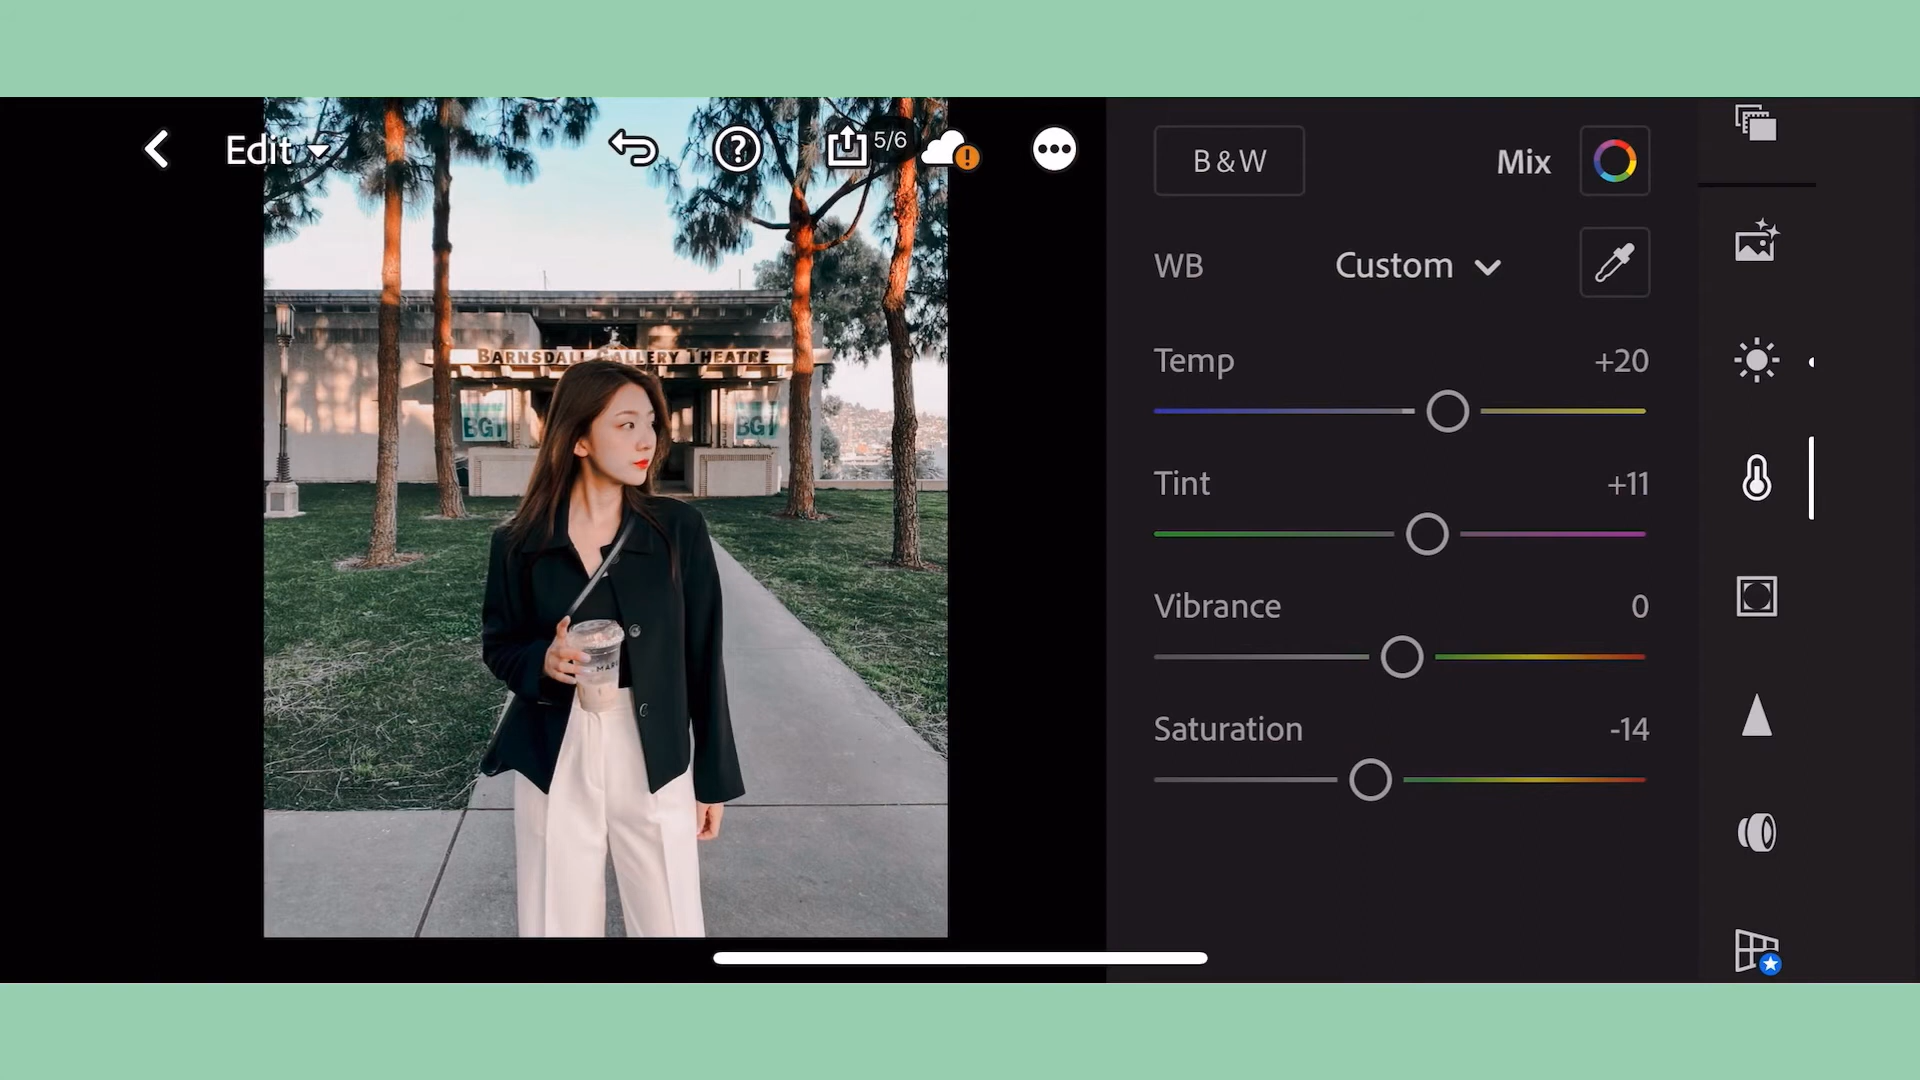 Edit
5/6
B&W
Mix
WB
Custom
Temp
+20
BARNSDALL GALLERY THEATRE
BGT
BGT
Tint
+11
Vibrance
0
MAR
Saturation
-14